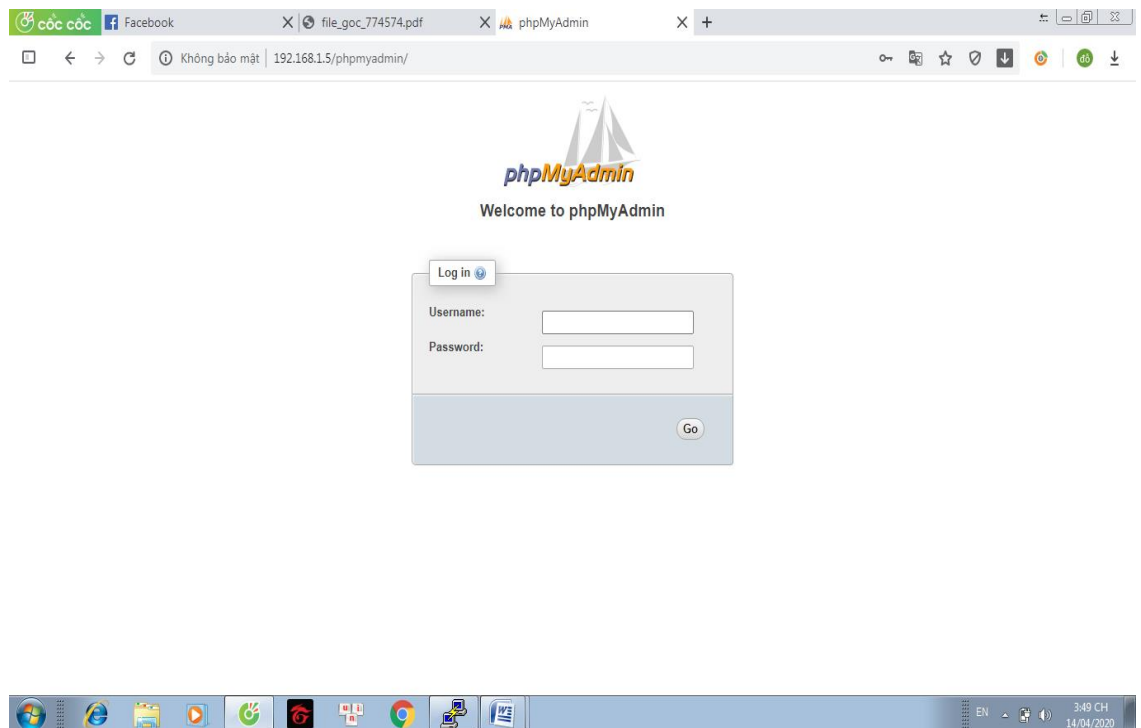 cốc cốc Facebook file_goc_774574.pdf phpMyAdmin
Không bảo mật 192.168.1.5/phpmyadmin/ đỏ
phpMyAdmin
Welcome to phpMyAdmin
Log in
Username:
Password:
Go
EN 3:49 CH
14/04/2020